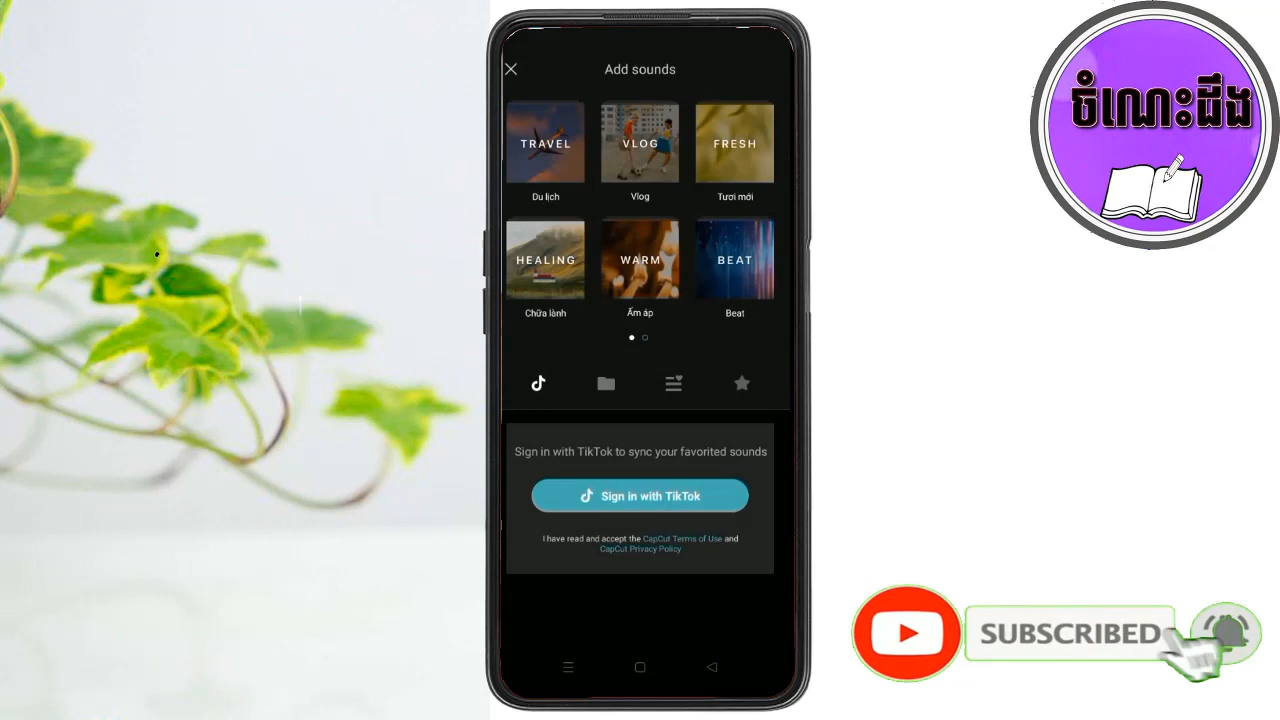 Add sounds
TRAVEL
VLOG
FRESH
Du lịch
Vlog
Tươi mới
HEALING
WARM
BEAT
Chữa lành
Ấm áp
Beat
Sign in with TikTok to sync your favorited sounds
Sign in with TikTok
I have read and accept the CapCut Terms of Use and
CapCut Privacy Policy
ចំណេះដឹង
SUBSCRIBED